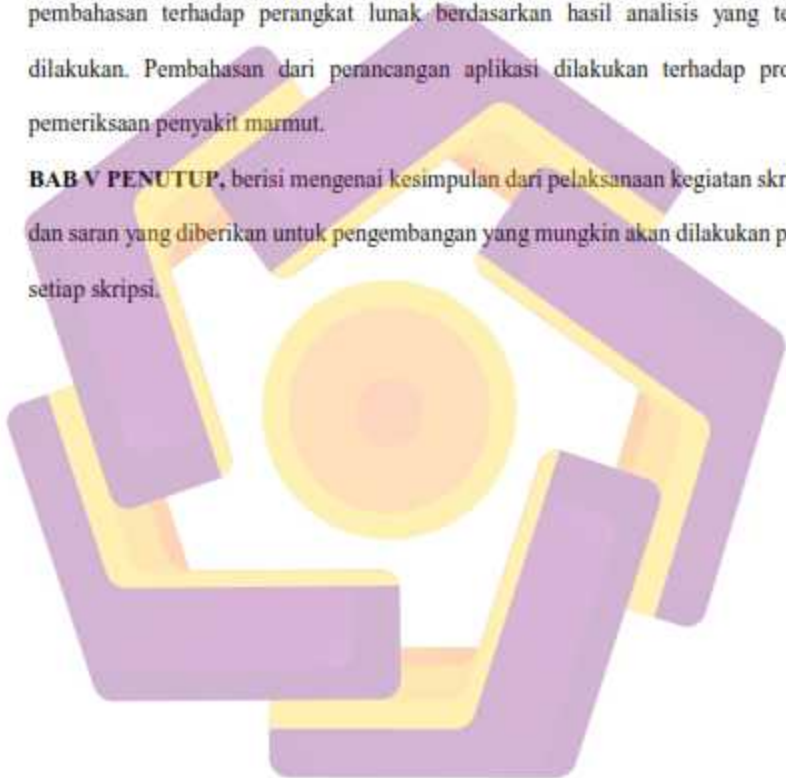 pembahasan terhadap perangkat lunak berdasarkan hasil analisis yang te
dilakukan. Pembahasan dari perancangan aplikasi dilakukan terhadap pro
pemeriksaan penyakit marmut.
BAB V PENUTUP, berisi mengenai kesimpulan dari pelaksanaan kegiatan skr
dan saran yang diberikan untuk pengembangan yang mungkin akan dilakukan p
setiap skripsi.